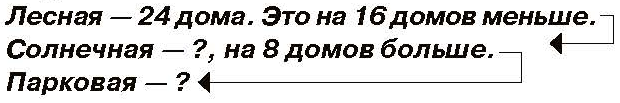 Лесная — 24 дома. Это на 16 домов меньше.
Солнечная — ?, на 8 домов больше.
Парковая — ?